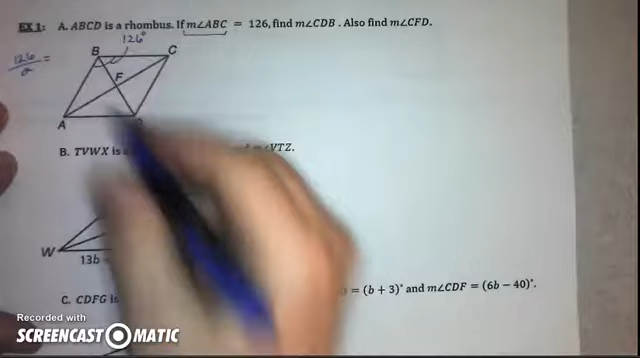 EX 1: A. ABCD is a rhombus. If m∠ABC = 126, find m∠CDB. Also find m∠CFD.
126°
126/2 =
B C
F
A
B. TVWX is VTZ.
W
13b -
C. CDFG is = (b + 3)° and m∠CDF = (6b − 40)°.
Recorded with
SCREENCAST MATIC